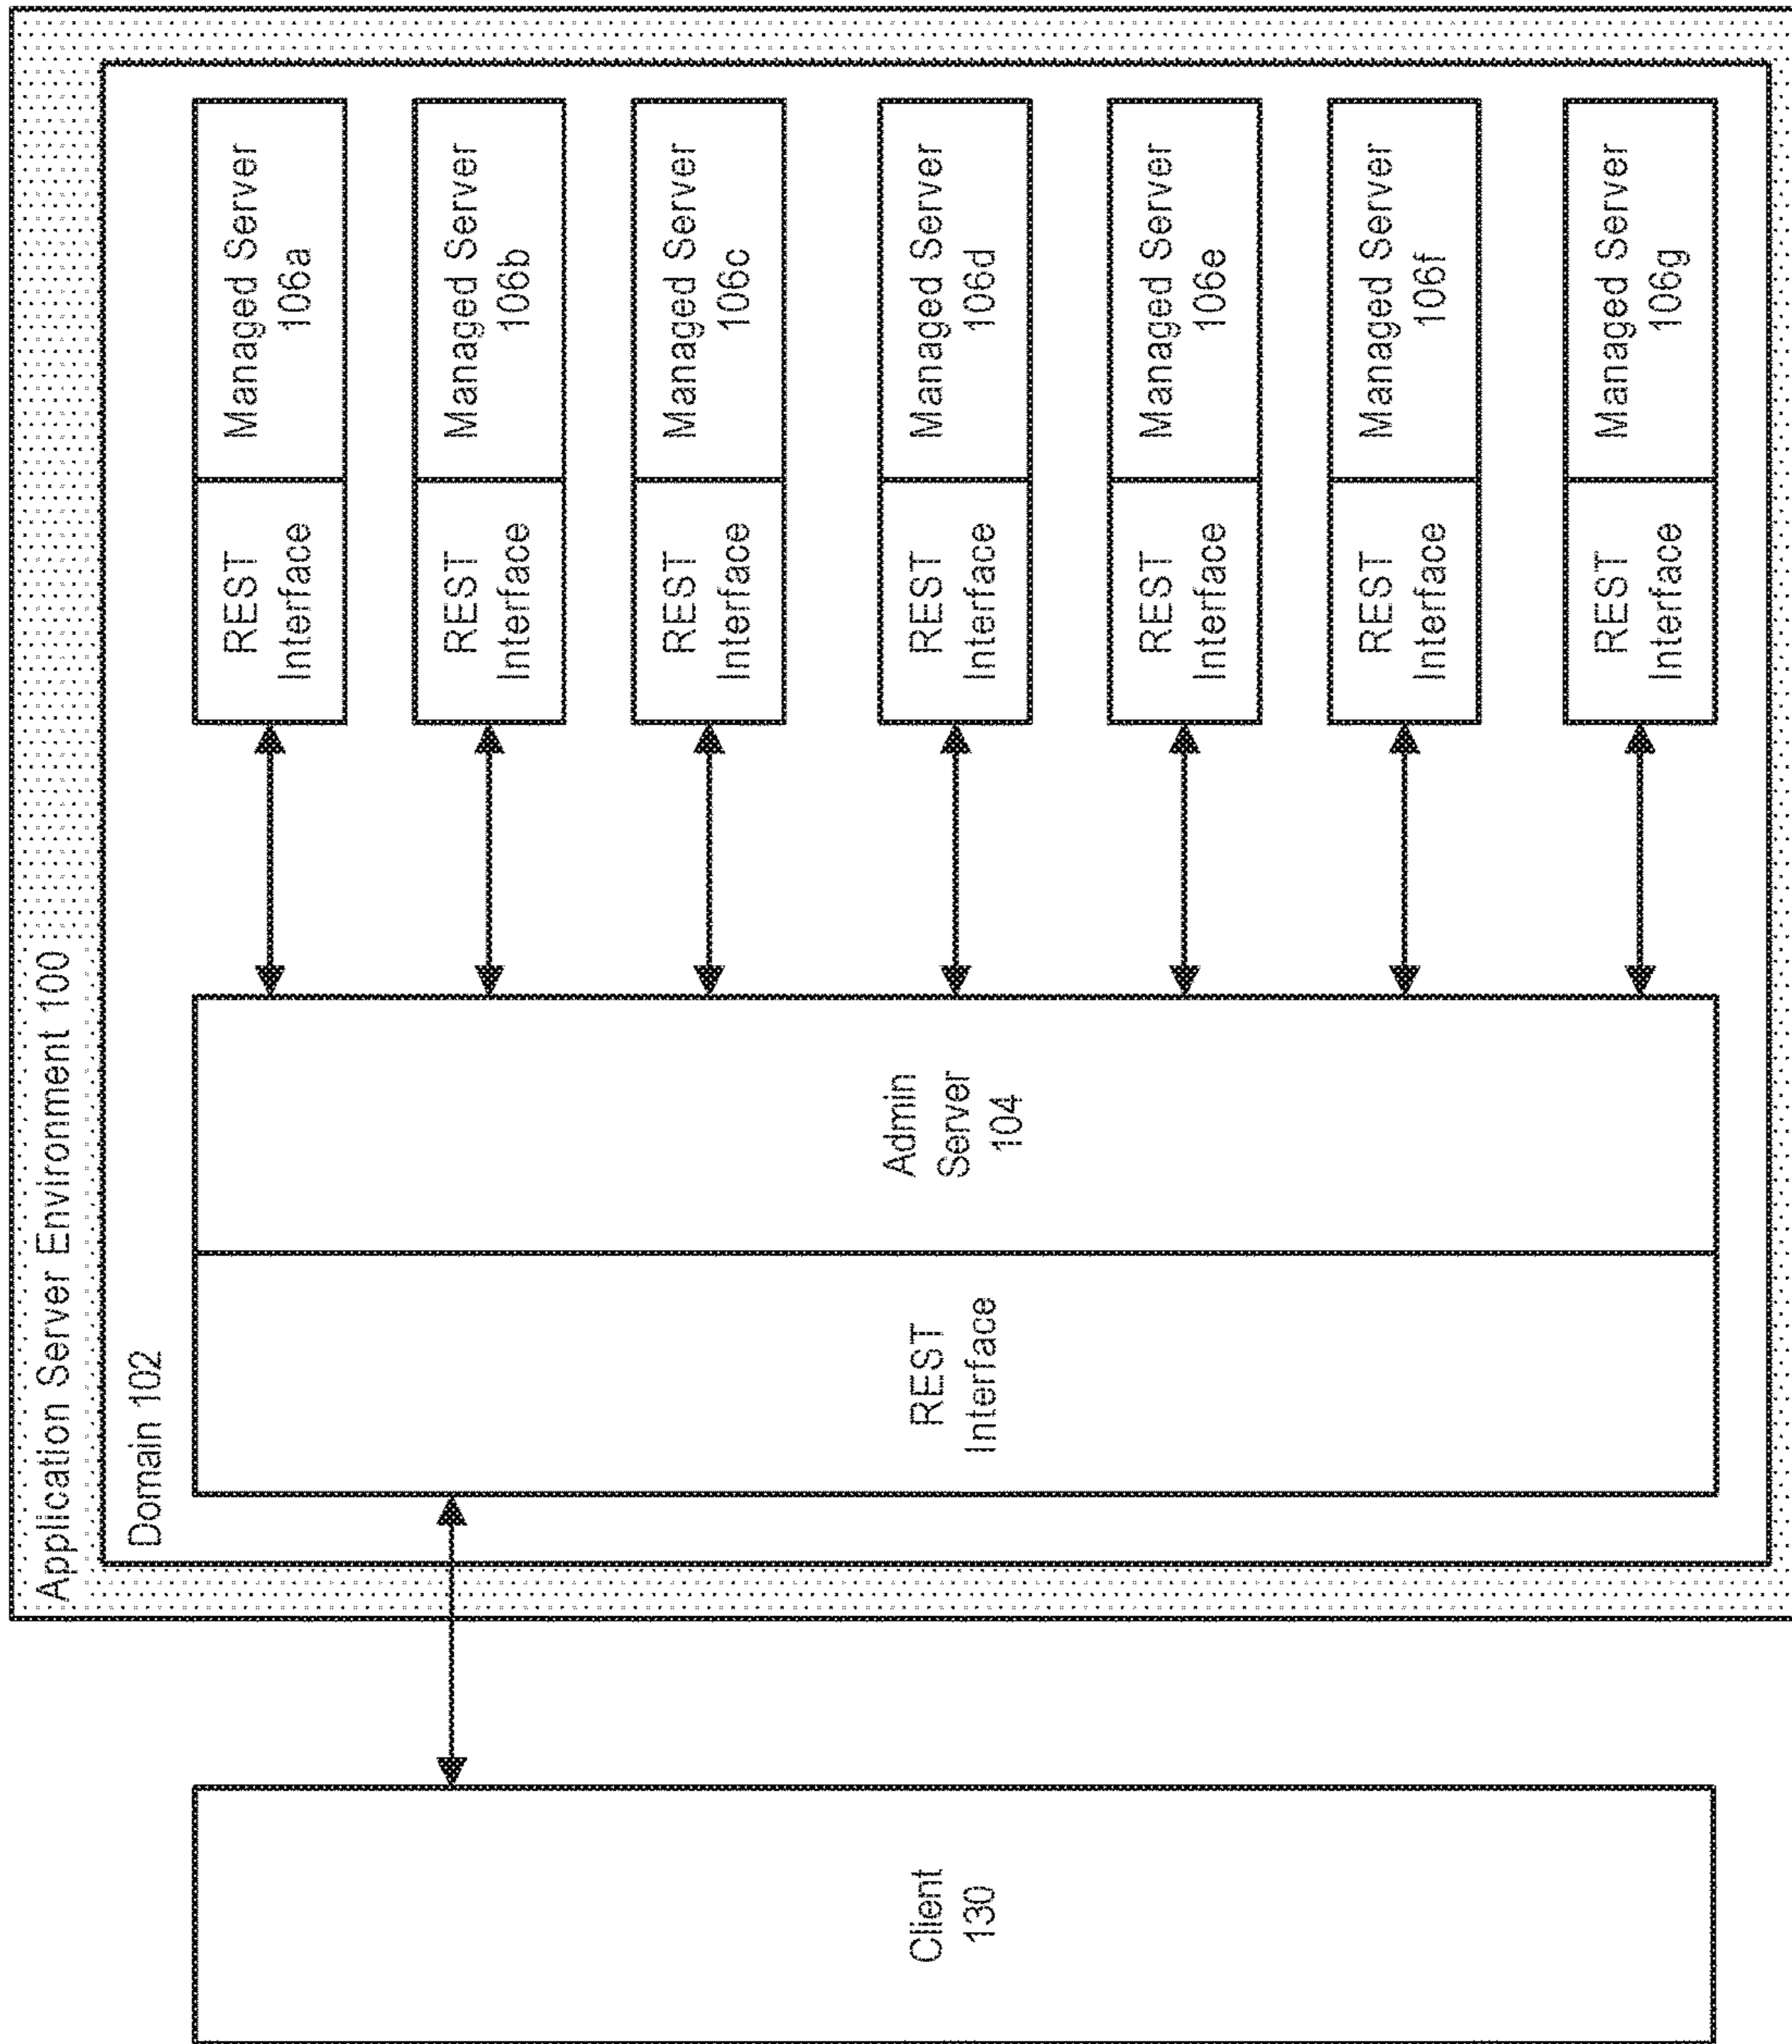 Application Server Environment 100
Domain 102
Client
130
REST
Interface
Admin
Server
104
REST
Interface
Managed Server
106a
REST
Interface
Managed Server
106b
REST
Interface
Managed Server
106c
REST
Interface
Managed Server
106d
REST
Interface
Managed Server
106e
REST
Interface
Managed Server
106f
REST
Interface
Managed Server
106g